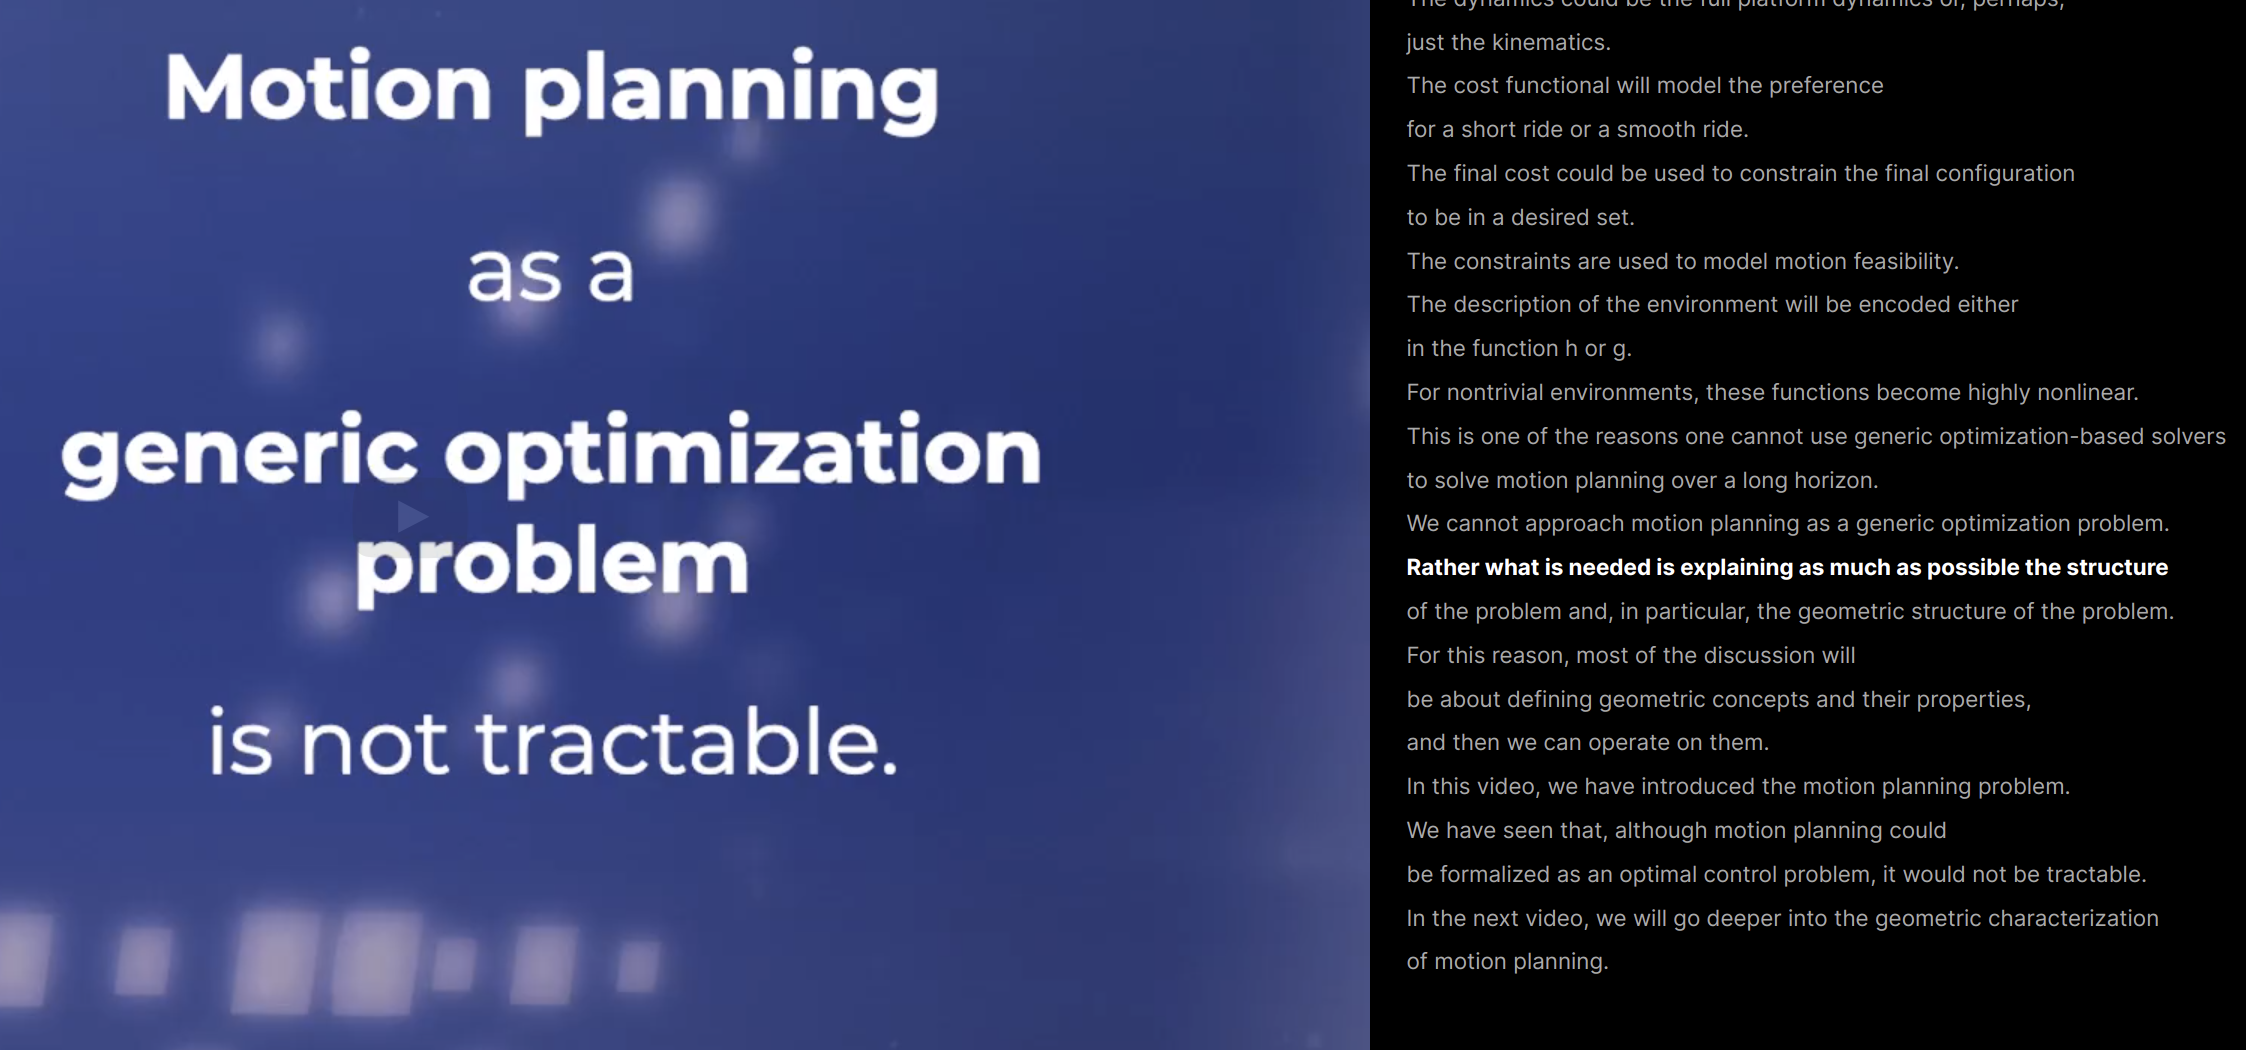 Motion planning
as a
generic optimization
problem
is not tractable.
The dynamics could be the full platform dynamics or, perhaps,
just the kinematics.
The cost functional will model the preference
for a short ride or a smooth ride.
The final cost could be used to constrain the final configuration
to be in a desired set.
The constraints are used to model motion feasibility.
The description of the environment will be encoded either
in the function h or g.
For nontrivial environments, these functions become highly nonlinear.
This is one of the reasons one cannot use generic optimization-based solvers
to solve motion planning over a long horizon.
We cannot approach motion planning as a generic optimization problem.
Rather what is needed is explaining as much as possible the structure
of the problem and, in particular, the geometric structure of the problem.
For this reason, most of the discussion will
be about defining geometric concepts and their properties,
and then we can operate on them.
In this video, we have introduced the motion planning problem.
We have seen that, although motion planning could
be formalized as an optimal control problem, it would not be tractable.
In the next video, we will go deeper into the geometric characterization
of motion planning.